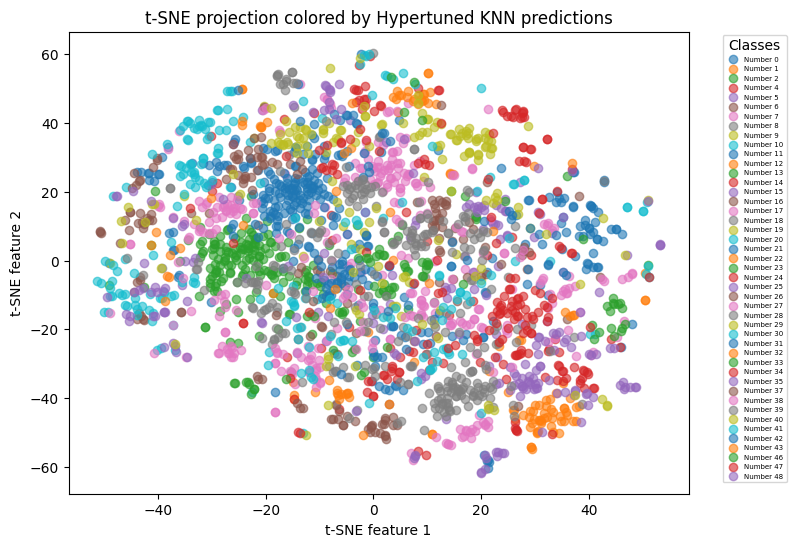 t-SNE projection colored by Hypertuned KNN predictions
t-SNE feature 2
60
40
20
0
−20
−40
−60
−40
−20
0
20
40
t-SNE feature 1
Classes
Number 0
Number 1
Number 2
Number 4
Number 5
Number 6
Number 7
Number 8
Number 9
Number 10
Number 11
Number 12
Number 13
Number 14
Number 15
Number 16
Number 17
Number 18
Number 19
Number 20
Number 21
Number 22
Number 23
Number 24
Number 25
Number 26
Number 27
Number 28
Number 29
Number 30
Number 31
Number 32
Number 33
Number 34
Number 35
Number 37
Number 38
Number 39
Number 40
Number 41
Number 42
Number 43
Number 46
Number 47
Number 48